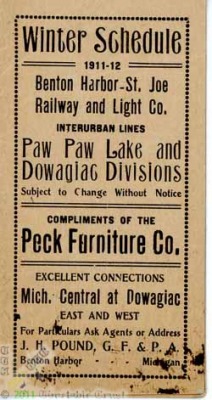 Winter Schedule
1911-12
Benton Harbor-St. Joe
Railway and Light Co.
INTERURBAN LINES
Paw Paw Lake and
Dowagiac Divisions
Subject to Change Without Notice
COMPLIMENTS OF THE
Peck Furniture Co.
EXCELLENT CONNECTIONS
Mich. Central at Dowagiac
EAST AND WEST
For Particulars Ask Agents or Address
J. H. POUND, G. F. & P. A.
Benton Harbor - - - Michigan
© 2011